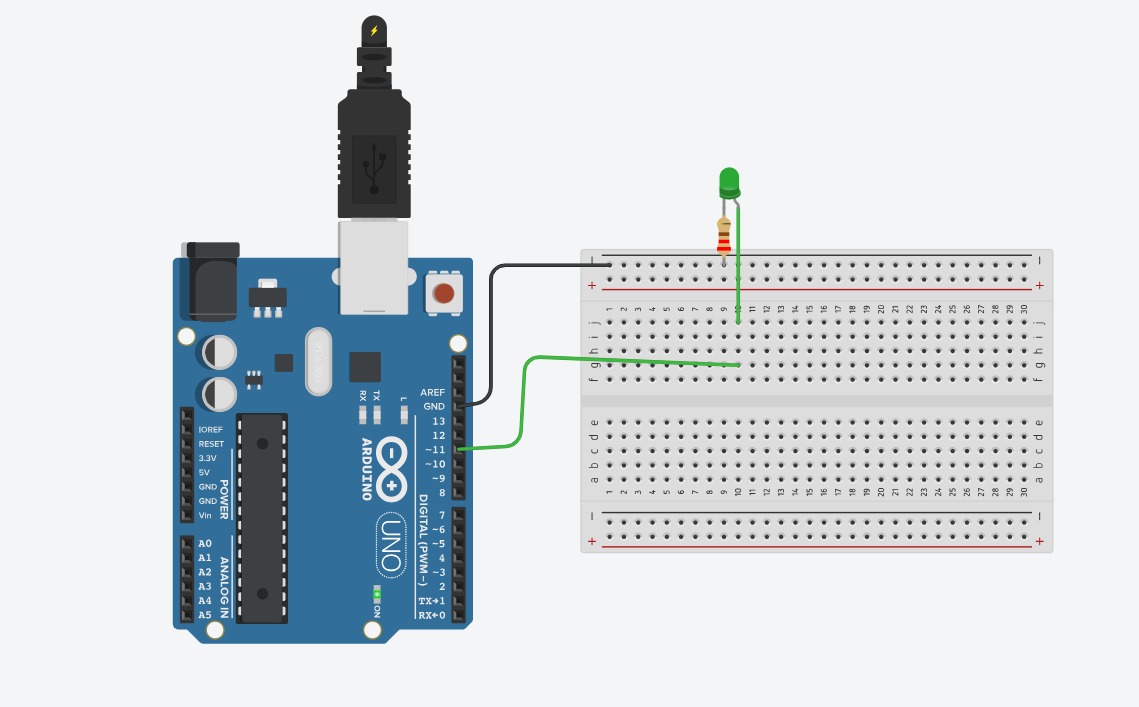 AREF
GND
13
12
~11
~10
~9
8
7
~6
~5
4
~3
2
TX→1
RX←0
DIGITAL (PWM ~)
IOREF
RESET
3.3V
5V
GND
GND
Vin
POWER
A0
A1
A2
A3
A4
A5
ANALOG IN
RX
TX
L
ARDUINO
UNO
ON
− −
+ +
1 2 3 4 5 6 7 8 9 10 11 12 13 14 15 16 17 18 19 20 21 22 23 24 25 26 27 28 29 30
j j
i i
h h
g g
f f
e e
d d
c c
b b
a a
1 2 3 4 5 6 7 8 9 10 11 12 13 14 15 16 17 18 19 20 21 22 23 24 25 26 27 28 29 30
− −
+ +